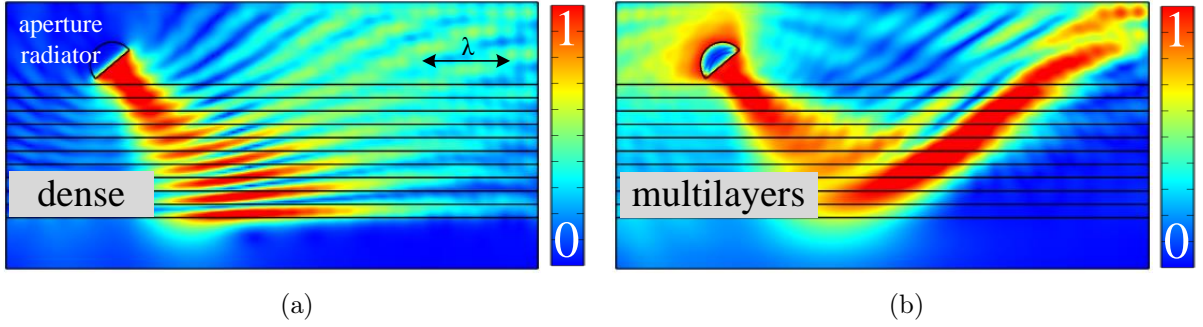 aperture
radiator
λ
dense
1
0
(a)
multilayers
1
0
(b)